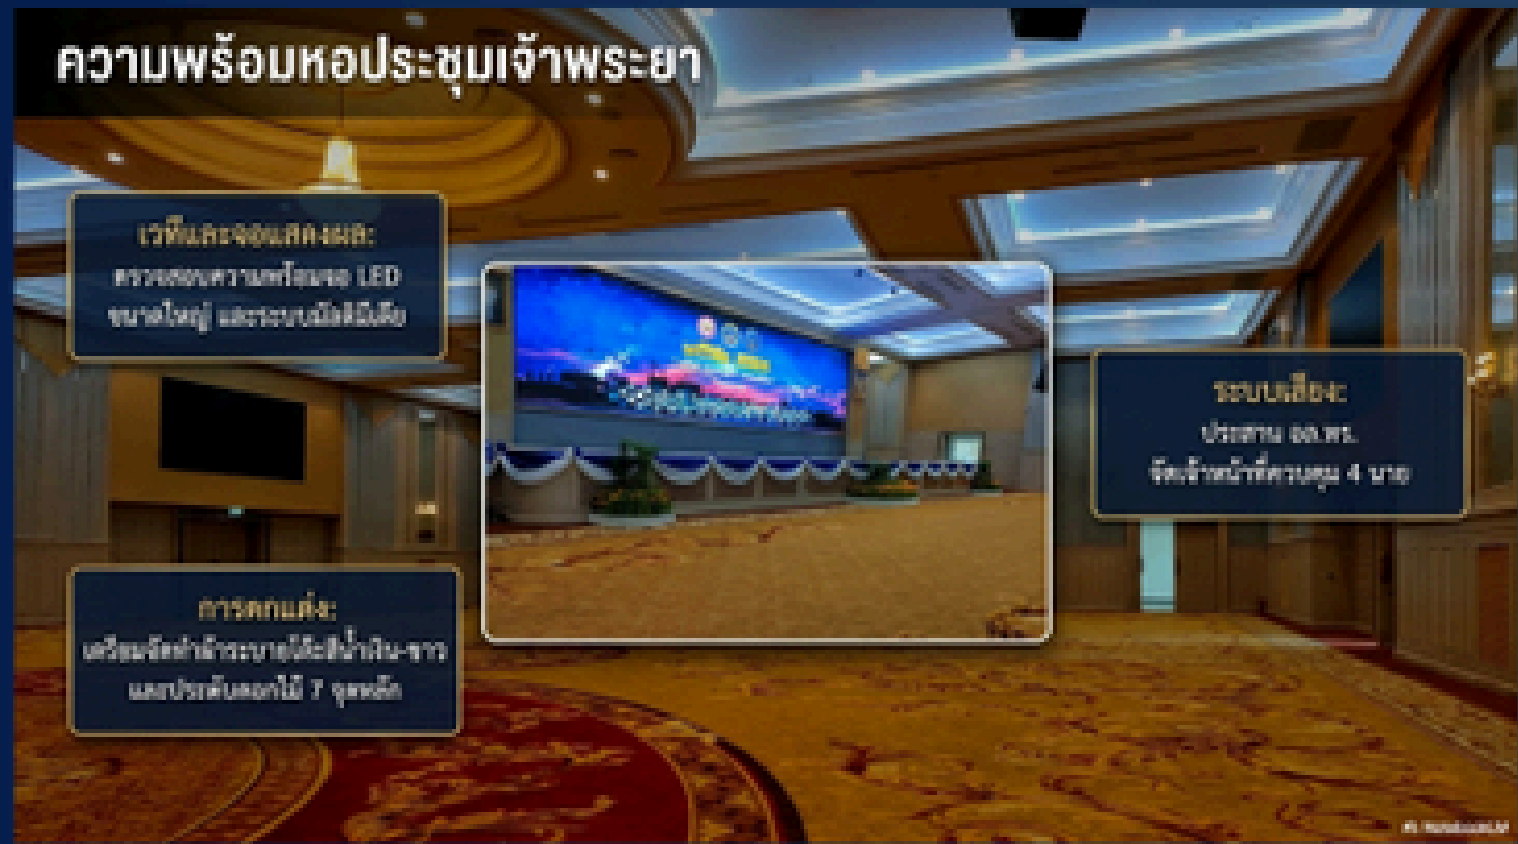 ความพร้อมหอประชุมเจ้าพระยา
เวทีและจอแสดงผล:
ตรวจสอบความพร้อมจอ LED
ขนาดใหญ่ และระบบมัลติมีเดีย
ระบบเสียง:
ประสาน อล.ทร.
จัดเจ้าหน้าที่ควบคุม 4 นาย
การตกแต่ง:
เตรียมจัดทำผ้าระบายโต๊ะสีน้ำเงิน-ขาว
และประดับดอกไม้ 7 จุดหลัก
NotebookLM